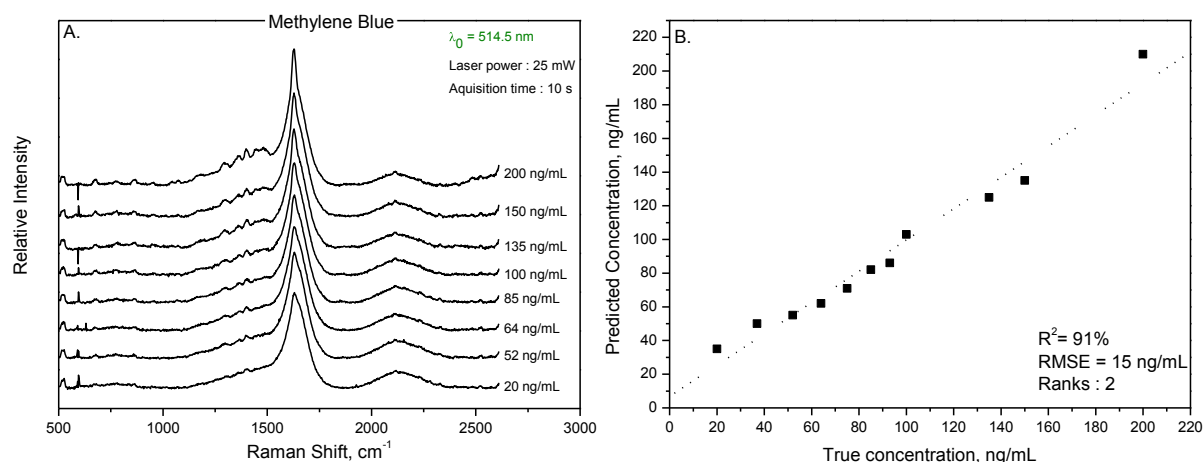 A.
Methylene Blue
λ0 = 514.5 nm
Laser power : 25 mW
Aquisition time : 10 s
200 ng/mL
150 ng/mL
135 ng/mL
100 ng/mL
85 ng/mL
64 ng/mL
52 ng/mL
20 ng/mL
Relative Intensity
500 1000 1500 2000 2500 3000
Raman Shift, cm-1
B.
220
200
180
160
140
120
100
80
60
40
20
0
Predicted Concentration, ng/mL
R2= 91%
RMSE = 15 ng/mL
Ranks : 2
0 20 40 60 80 100 120 140 160 180 200 220
True concentration, ng/mL